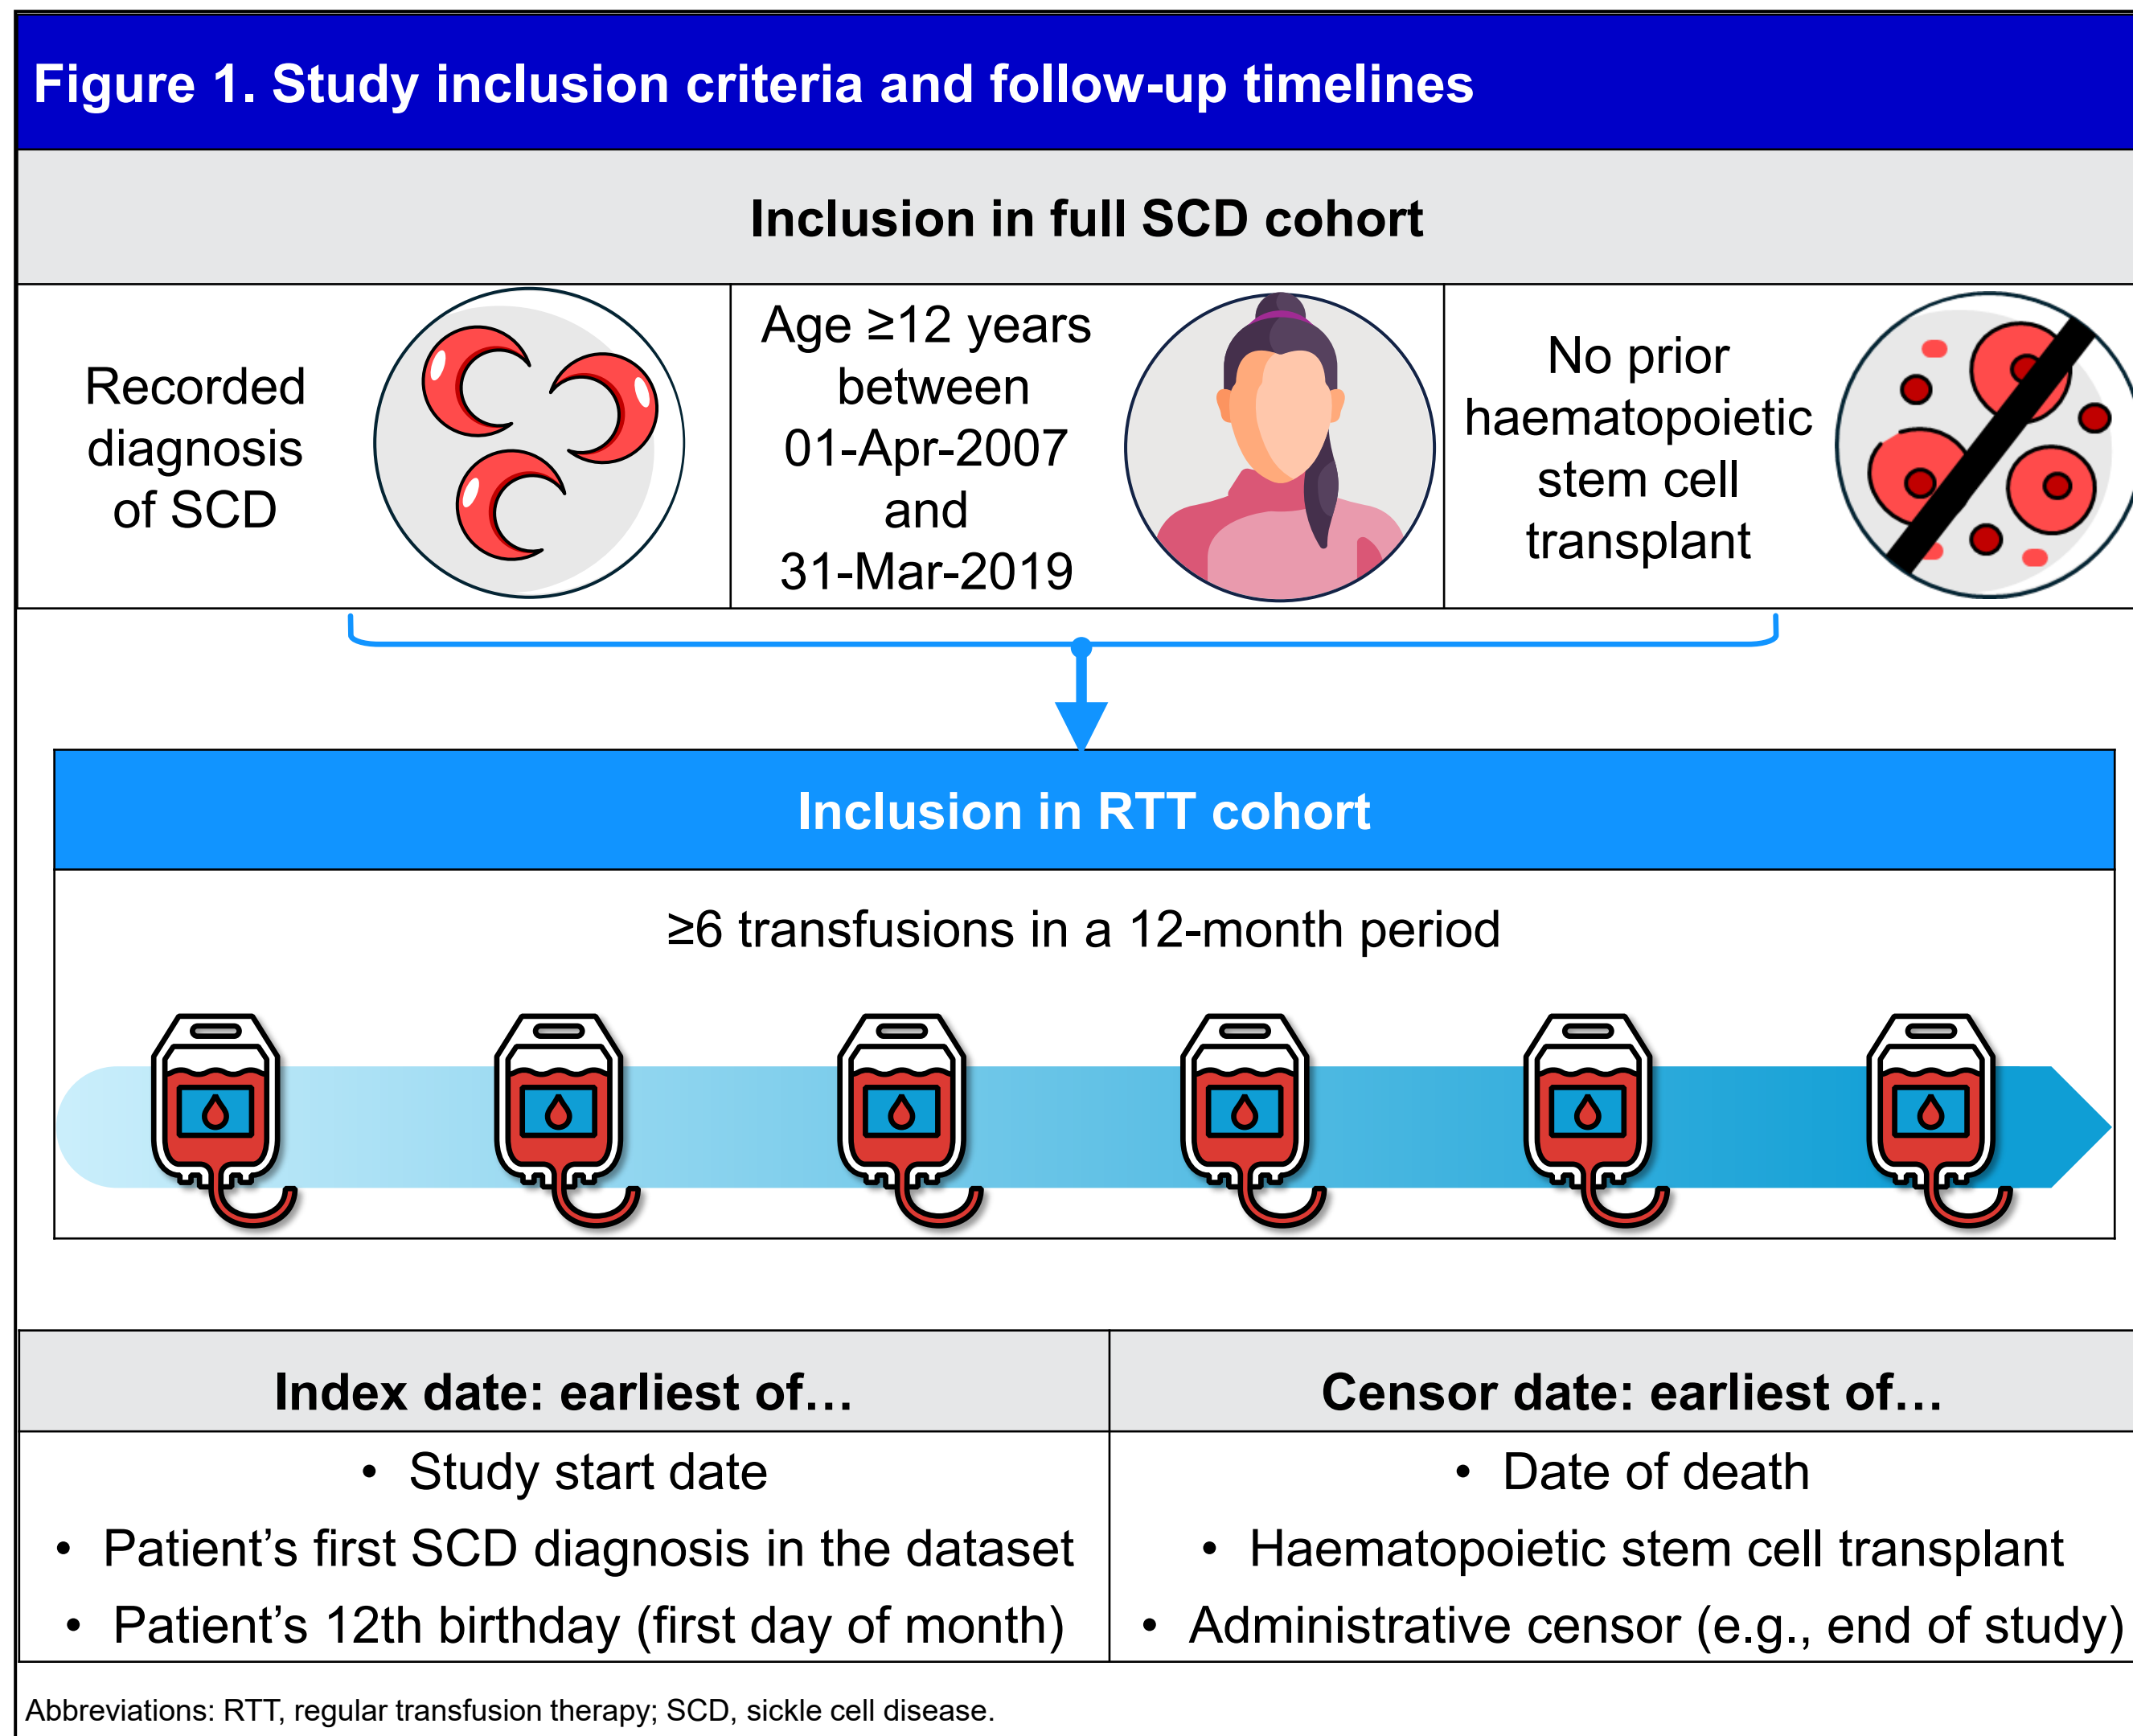 Figure 1. Study inclusion criteria and follow-up timelines
Inclusion in full SCD cohort
Recorded
diagnosis
of SCD
Age ≥12 years
between
01-Apr-2007
and
31-Mar-2019
No prior
haematopoietic
stem cell
transplant
Inclusion in RTT cohort
≥6 transfusions in a 12-month period
Index date: earliest of…
• Study start date
• Patient’s first SCD diagnosis in the dataset
• Patient’s 12th birthday (first day of month)
Censor date: earliest of…
• Date of death
• Haematopoietic stem cell transplant
• Administrative censor (e.g., end of study)
Abbreviations: RTT, regular transfusion therapy; SCD, sickle cell disease.